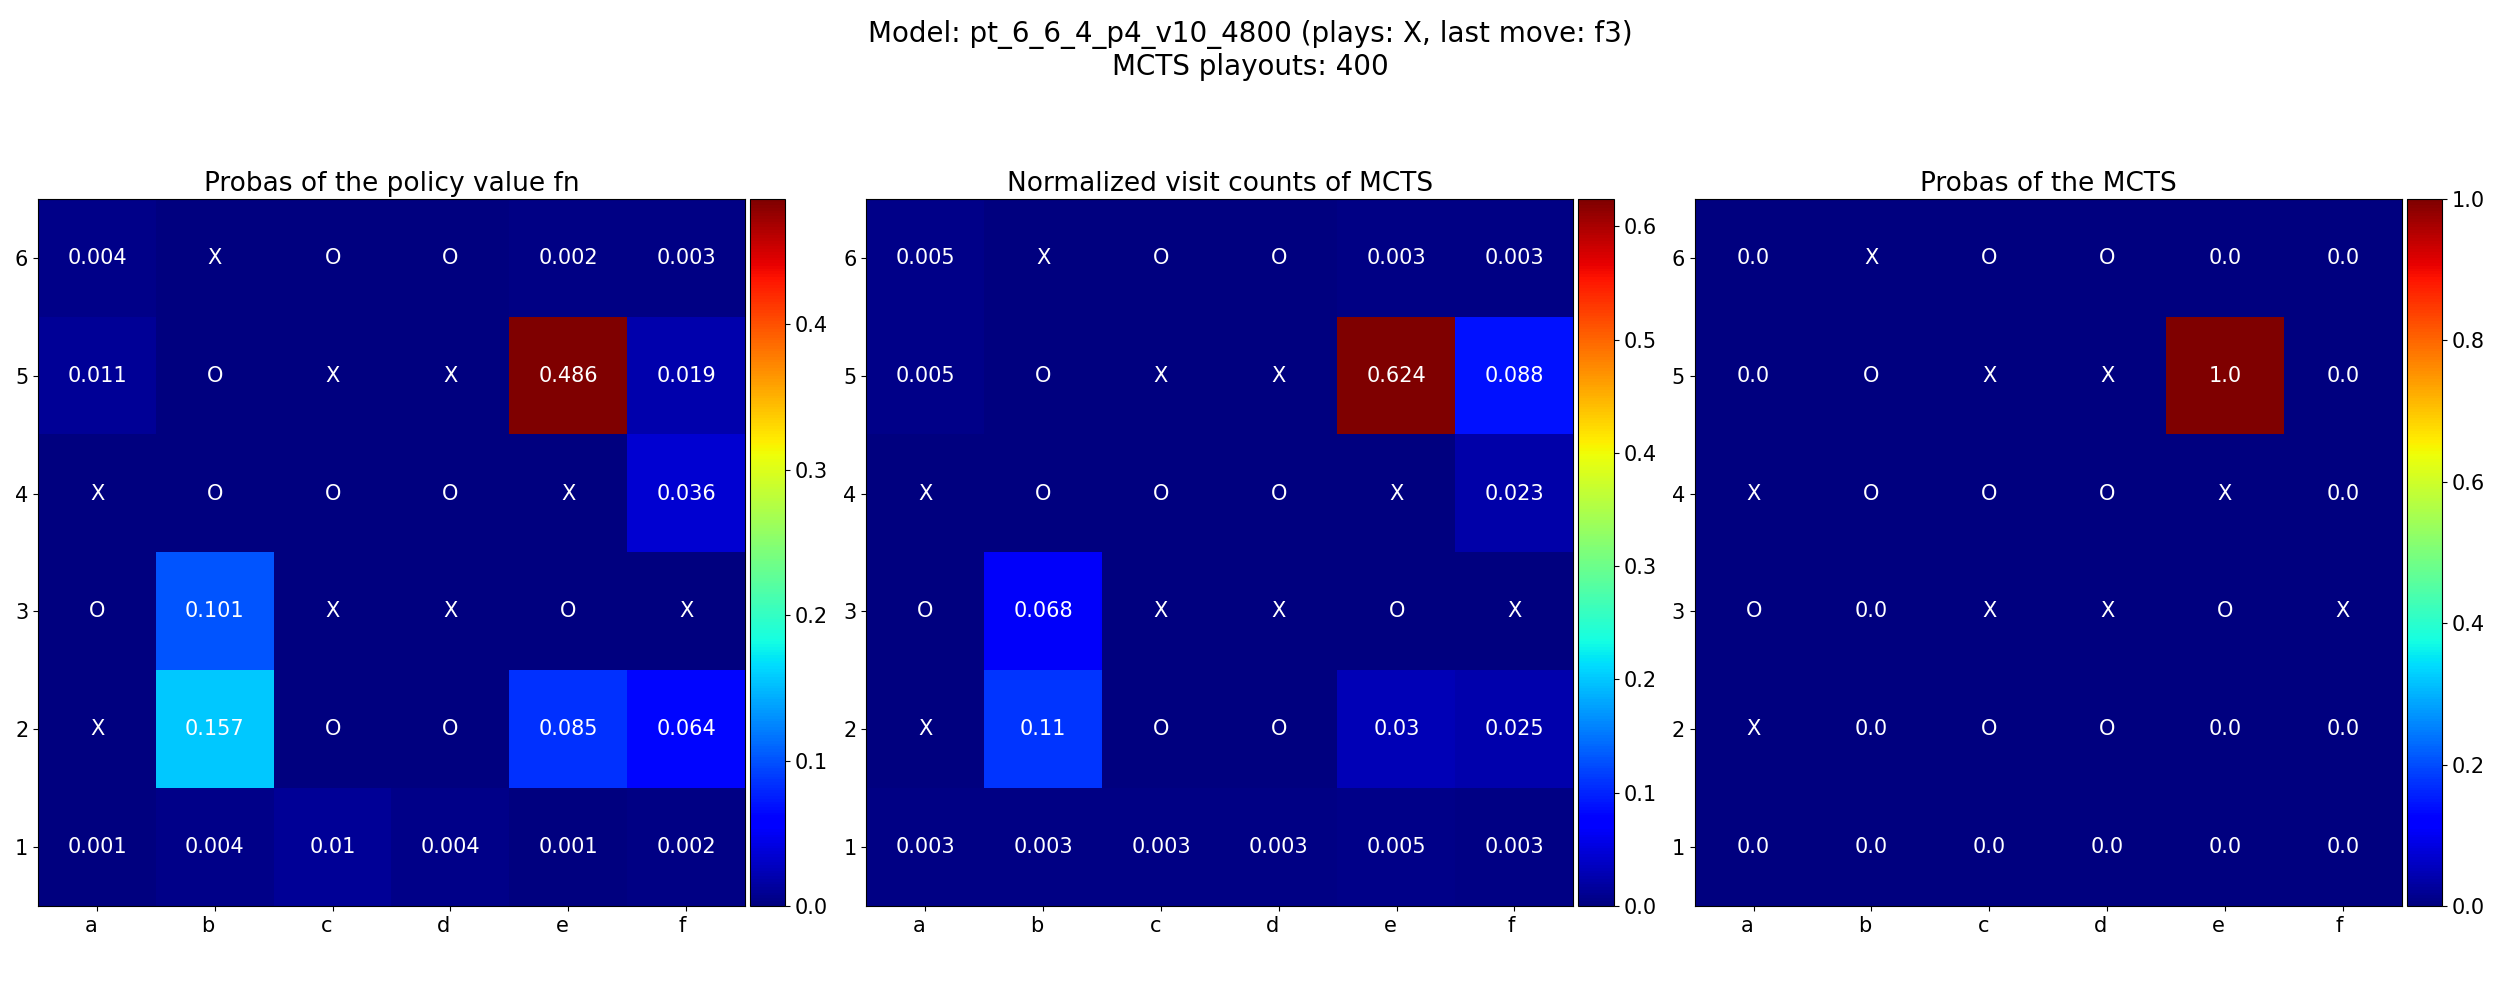 Model: pt_6_6_4_p4_v10_4800 (plays: X, last move: f3)
MCTS playouts: 400
Probas of the policy value fn
6 0.004 X O O 0.002 0.003
5 0.011 O X X 0.486 0.019
4 X O O O X 0.036
3 O 0.101 X X O X
2 X 0.157 O O 0.085 0.064
1 0.001 0.004 0.01 0.004 0.001 0.002
a b c d e f
0.4
0.3
0.2
0.1
0.0
Normalized visit counts of MCTS
6 0.005 X O O 0.003 0.003
5 0.005 O X X 0.624 0.088
4 X O O O X 0.023
3 O 0.068 X X O X
2 X 0.11 O O 0.03 0.025
1 0.003 0.003 0.003 0.003 0.005 0.003
a b c d e f
0.6
0.5
0.4
0.3
0.2
0.1
0.0
Probas of the MCTS
6 0.0 X O O 0.0 0.0
5 0.0 O X X 1.0 0.0
4 X O O O X 0.0
3 O 0.0 X X O X
2 X 0.0 O O 0.0 0.0
1 0.0 0.0 0.0 0.0 0.0 0.0
a b c d e f
1.0
0.8
0.6
0.4
0.2
0.0